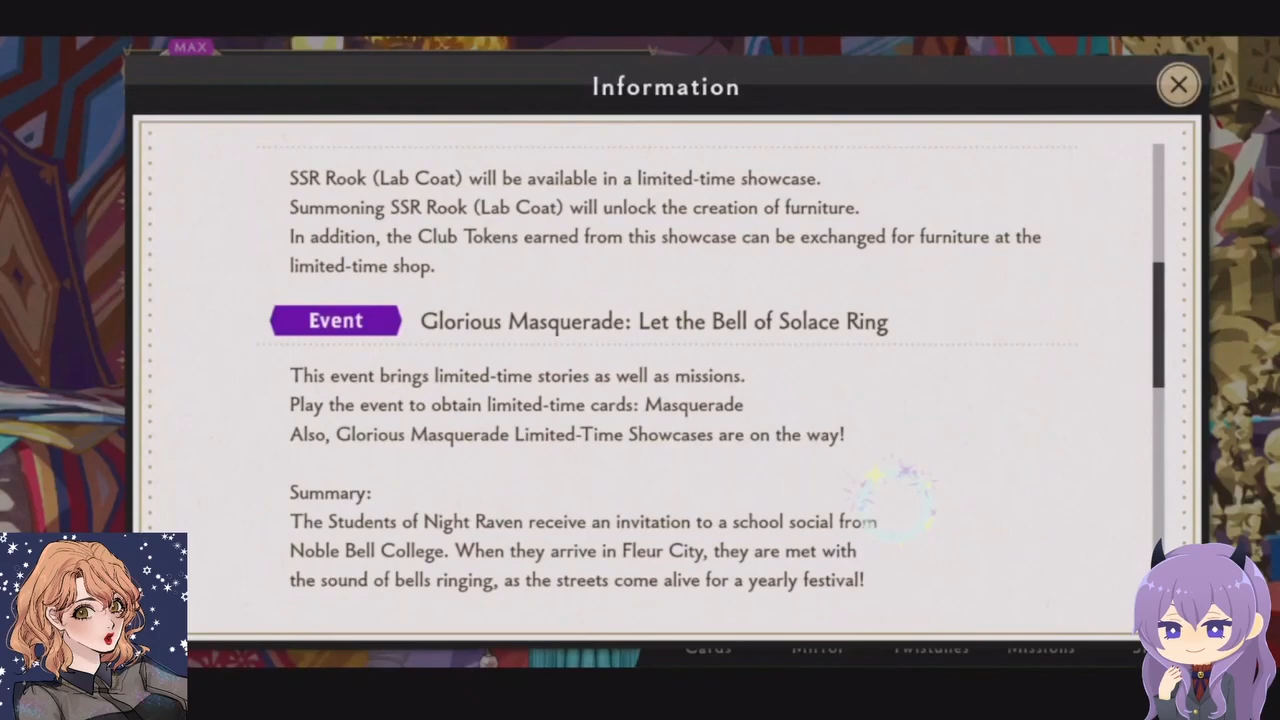 MAX
Information
SSR Rook (Lab Coat) will be available in a limited-time showcase.
Summoning SSR Rook (Lab Coat) will unlock the creation of furniture.
In addition, the Club Tokens earned from this showcase can be exchanged for furniture at the
limited-time shop.
Event Glorious Masquerade: Let the Bell of Solace Ring
This event brings limited-time stories as well as missions.
Play the event to obtain limited-time cards: Masquerade
Also, Glorious Masquerade Limited-Time Showcases are on the way!
Summary:
The Students of Night Raven receive an invitation to a school social from
Noble Bell College. When they arrive in Fleur City, they are met with
the sound of bells ringing, as the streets come alive for a yearly festival!
Cards Mirror Twistunes Missions